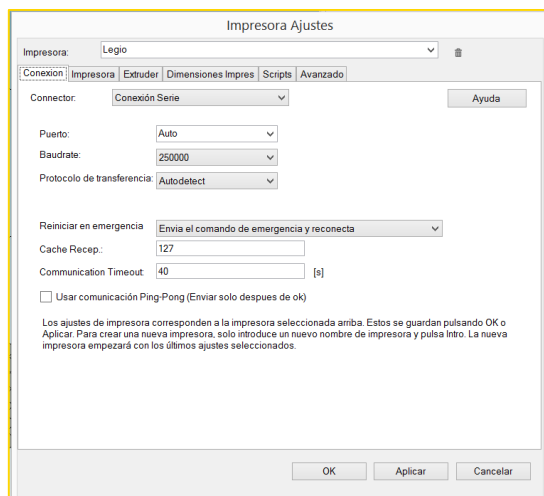 Impresora Ajustes
Impresora: Legio
Conexion Impresora Extruder Dimensiones Impres Scripts Avanzado
Connector: Conexión Serie Ayuda
Puerto: Auto
Baudrate: 250000
Protocolo de transferencia: Autodetect
Reiniciar en emergencia Envia el comando de emergencia y reconecta
Cache Recep.: 127
Communication Timeout: 40 [s]
Usar comunicación Ping-Pong (Enviar solo despues de ok)
Los ajustes de impresora corresponden a la impresora seleccionada arriba. Estos se guardan pulsando OK o
Aplicar. Para crear una nueva impresora, solo introduce un nuevo nombre de impresora y pulsa Intro. La nueva
impresora empezará con los últimos ajustes seleccionados.
OK Aplicar Cancelar